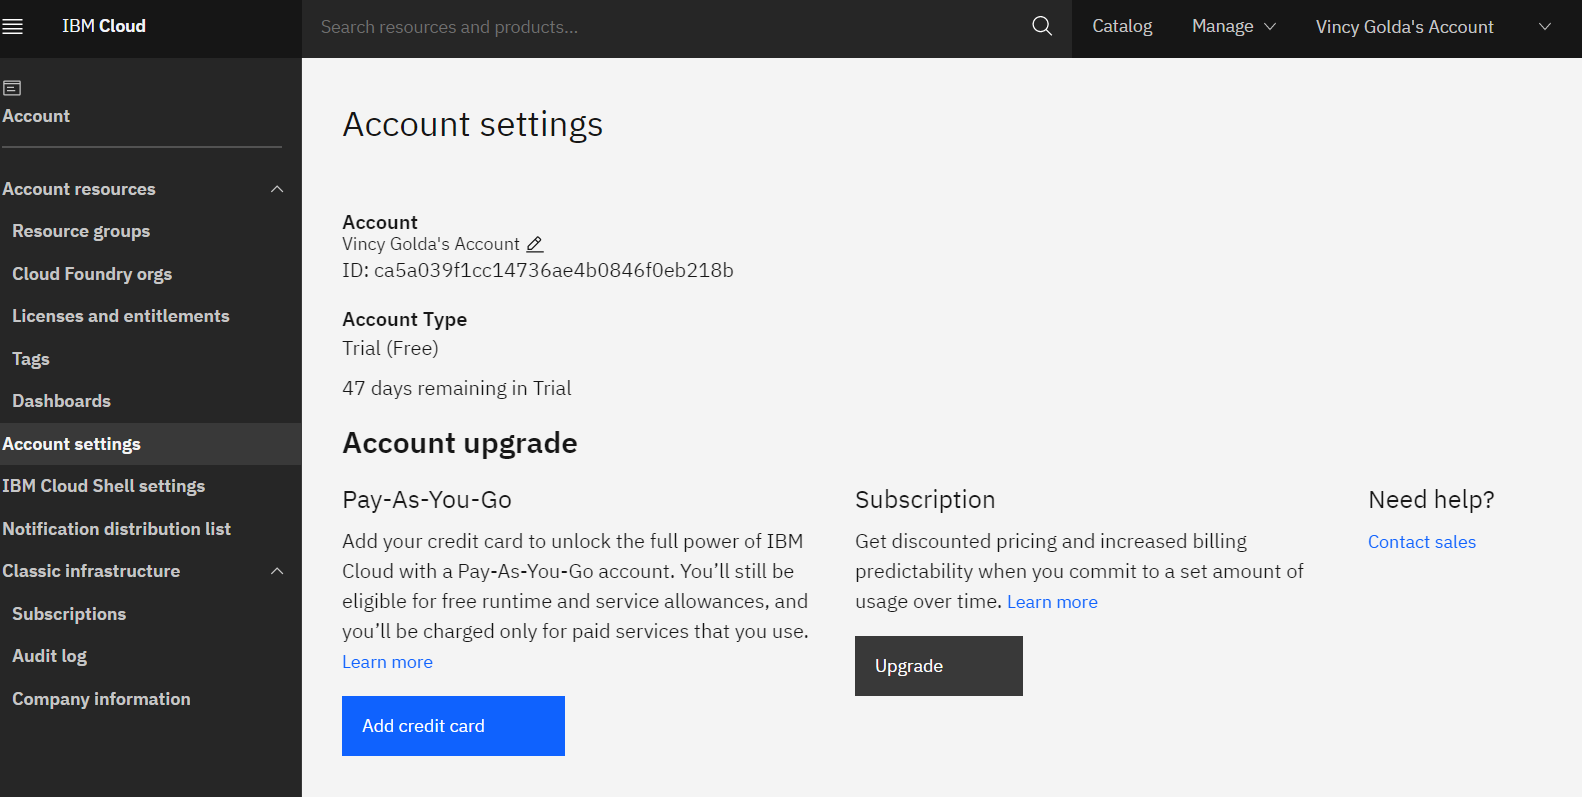 IBM Cloud
Search resources and products...
Catalog
Manage
Vincy Golda's Account
Account
Account resources
Resource groups
Cloud Foundry orgs
Licenses and entitlements
Tags
Dashboards
Account settings
IBM Cloud Shell settings
Notification distribution list
Classic infrastructure
Subscriptions
Audit log
Company information
Account settings
Account
Vincy Golda's Account
ID: ca5a039f1cc14736ae4b0846f0eb218b
Account Type
Trial (Free)
47 days remaining in Trial
Account upgrade
Pay-As-You-Go
Add your credit card to unlock the full power of IBM
Cloud with a Pay-As-You-Go account. You’ll still be
eligible for free runtime and service allowances, and
you’ll be charged only for paid services that you use.
Learn more
Add credit card
Subscription
Get discounted pricing and increased billing
predictability when you commit to a set amount of
usage over time. Learn more
Upgrade
Need help?
Contact sales